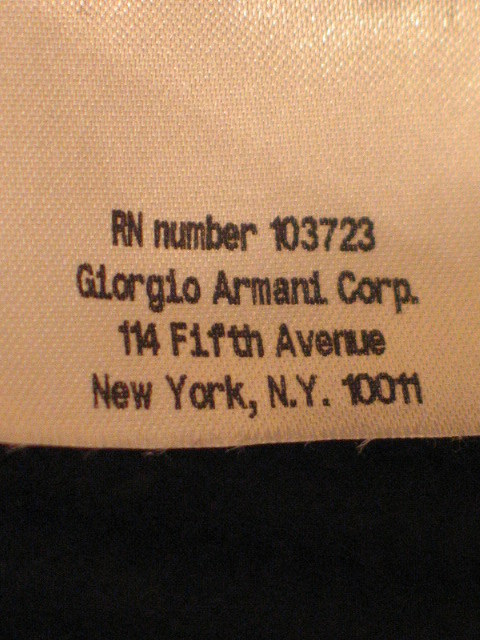 RN number 103723
Giorgio Armani Corp.
114 Fifth Avenue
New York, N.Y. 10011